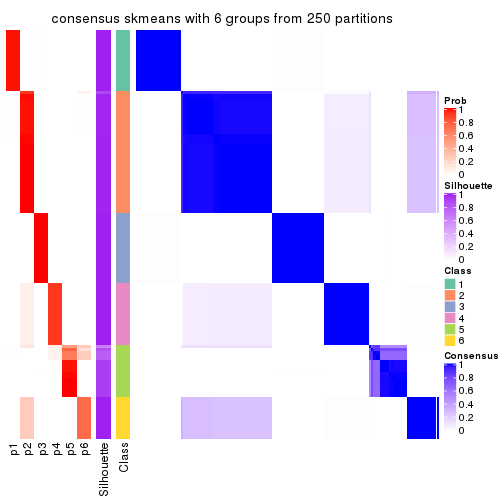 consensus skmeans with 6 groups from 250 partitions
Prob
1
0.8
0.6
0.4
0.2
0
Silhouette
1
0.8
0.6
0.4
0.2
0
Class
1
2
3
4
5
6
Consensus
1
0.8
0.6
0.4
0.2
0
p1
p2
p3
p4
p5
p6
Silhouette
Class